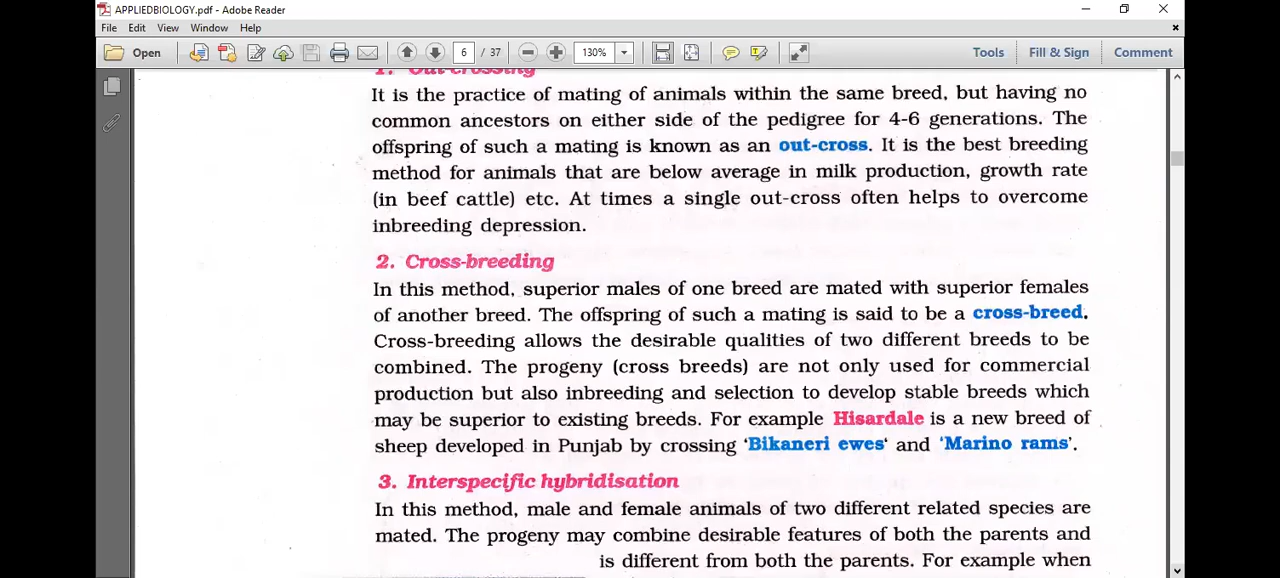 APPLIEDBIOLOGY.pdf - Adobe Reader
File Edit View Window Help
Open 6 / 37 130% Tools Fill & Sign Comment
1. Out-crossing
It is the practice of mating of animals within the same breed, but having no
common ancestors on either side of the pedigree for 4-6 generations. The
offspring of such a mating is known as an out-cross. It is the best breeding
method for animals that are below average in milk production, growth rate
(in beef cattle) etc. At times a single out-cross often helps to overcome
inbreeding depression.
2. Cross-breeding
In this method, superior males of one breed are mated with superior females
of another breed. The offspring of such a mating is said to be a cross-breed.
Cross-breeding allows the desirable qualities of two different breeds to be
combined. The progeny (cross breeds) are not only used for commercial
production but also inbreeding and selection to develop stable breeds which
may be superior to existing breeds. For example Hisardale is a new breed of
sheep developed in Punjab by crossing 'Bikaneri ewes' and 'Marino rams'.
3. Interspecific hybridisation
In this method, male and female animals of two different related species are
mated. The progeny may combine desirable features of both the parents and
is different from both the parents. For example when